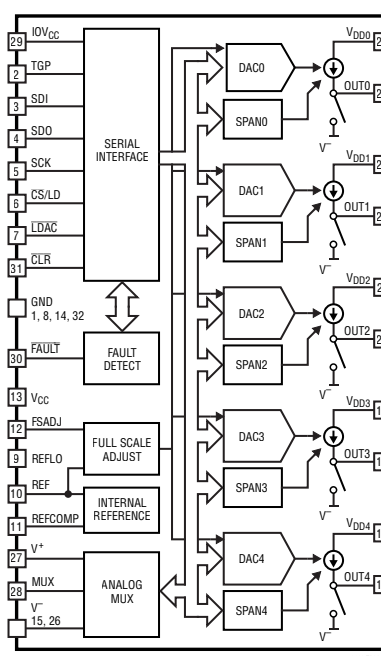 29 IOVCC
2 TGP
3 SDI
4 SDO
5 SCK
6 CS/LD
7 LDAC
31 CLR
GND
1, 8, 14, 32
30 FAULT
13 VCC
12 FSADJ
9 REFLO
10 REF
11 REFCOMP
27 V+
28 MUX
V–
15, 26
SERIAL
INTERFACE
FAULT
DETECT
FULL SCALE
ADJUST
INTERNAL
REFERENCE
ANALOG
MUX
DAC0
SPAN0
DAC1
SPAN1
DAC2
SPAN2
DAC3
SPAN3
DAC4
SPAN4
VDD0
OUT0
V–
VDD1
OUT1
V–
VDD2
OUT2
V–
VDD3
OUT3
V–
VDD4
OUT4
V–